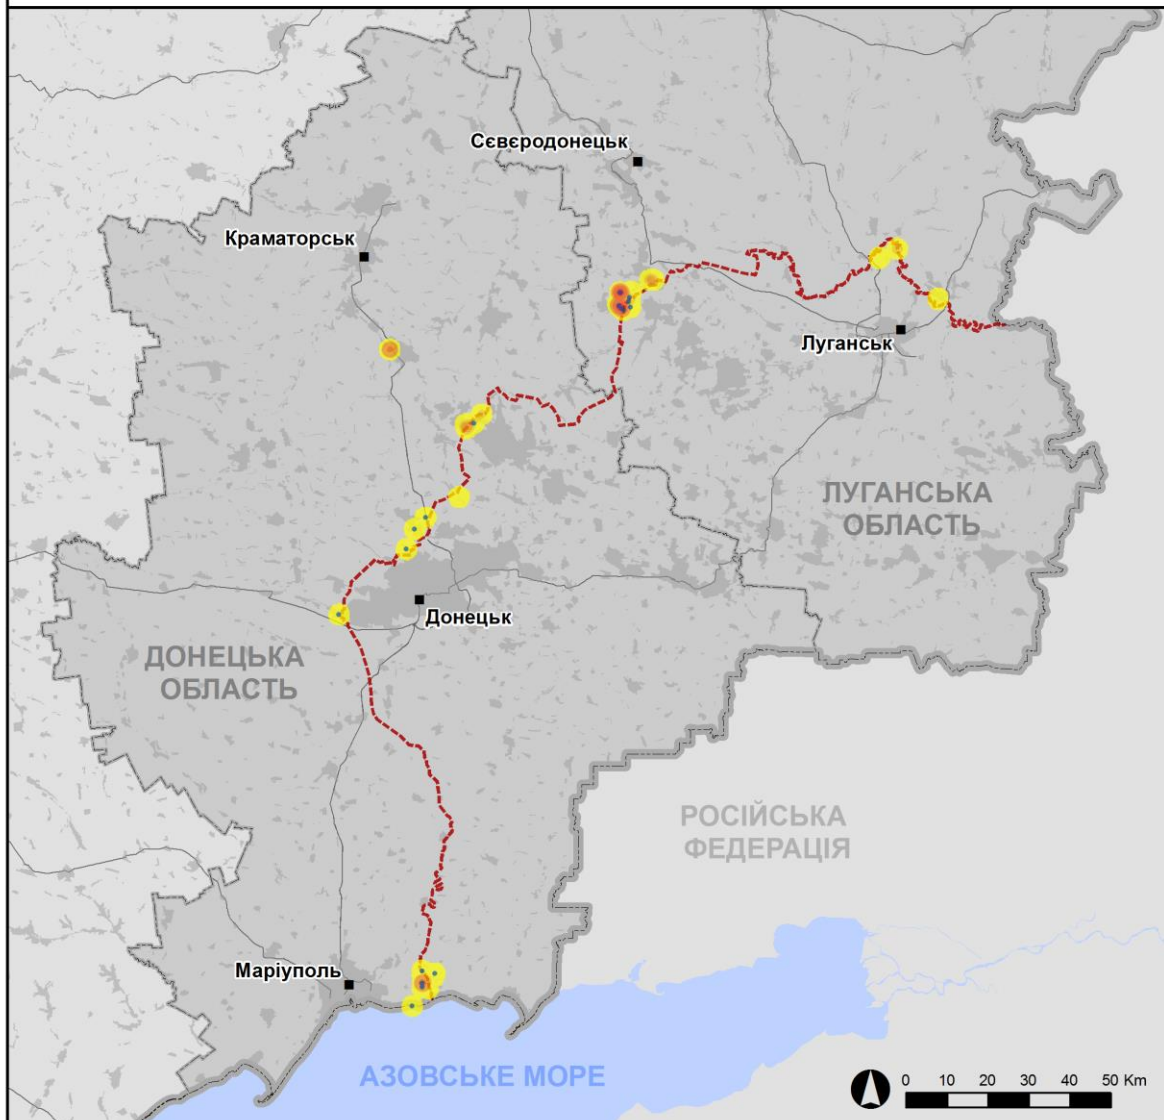 Сєвєродонецьк
Краматорськ
Луганськ
ЛУГАНСЬКА
ОБЛАСТЬ
Донецьк
ДОНЕЦЬКА
ОБЛАСТЬ
РОСІЙСЬКА
ФЕДЕРАЦІЯ
Маріуполь
АЗОВСЬКЕ МОРЕ
0 10 20 30 40 50 Km